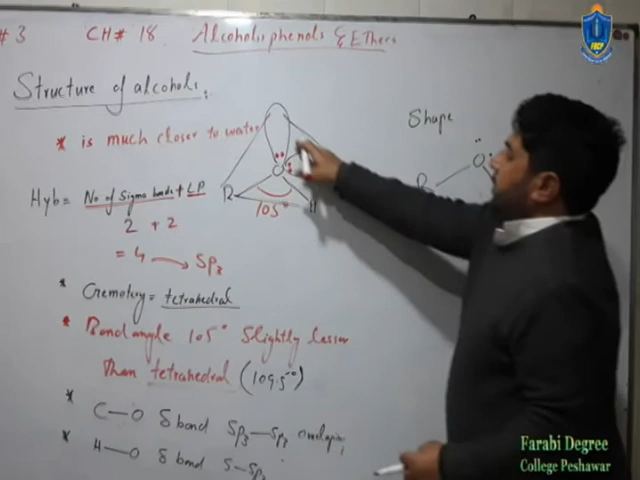 # 3 CH# 18 Alcohols phenols & Ethers
Structure of alcohols.
* is much closer to water
Shape
Hyb = No of Sigma bonds + LP
2 + 2
= 4 → Sp3
R O H
105°
R O
* Geometery = tetrahedral
* Bond angle 105° Slightly lesser
Than tetrahedral (109.5°)
* C—O δ bond Sp3—Sp3 overlaping,
* H—O δ bond S—Sp3
FDCP
Farabi Degree
College Peshawar